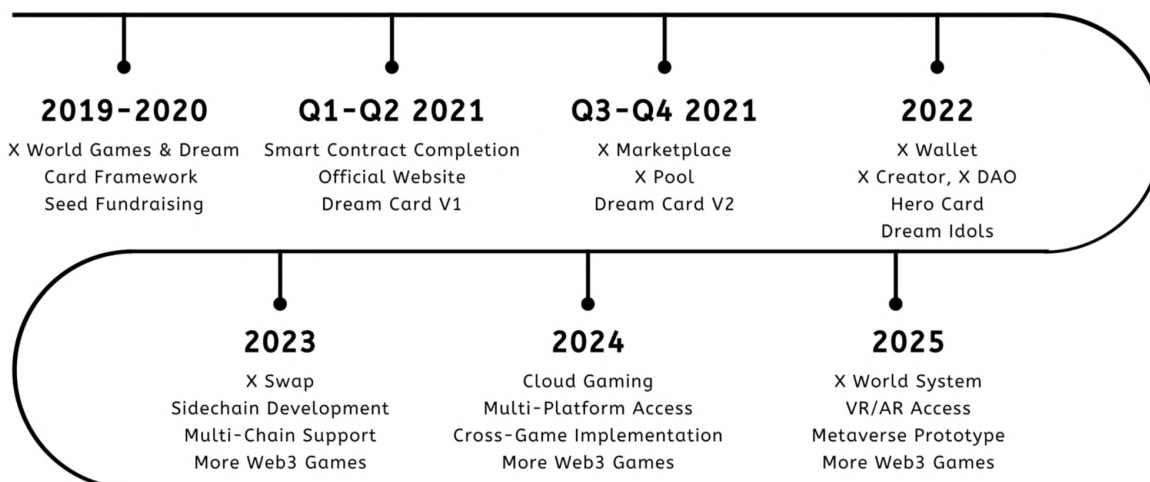 2019-2020
X World Games & Dream
Card Framework
Seed Fundraising
Q1-Q2 2021
Smart Contract Completion
Official Website
Dream Card V1
Q3-Q4 2021
X Marketplace
X Pool
Dream Card V2
2022
X Wallet
X Creator, X DAO
Hero Card
Dream Idols
2023
X Swap
Sidechain Development
Multi-Chain Support
More Web3 Games
2024
Cloud Gaming
Multi-Platform Access
Cross-Game Implementation
More Web3 Games
2025
X World System
VR/AR Access
Metaverse Prototype
More Web3 Games